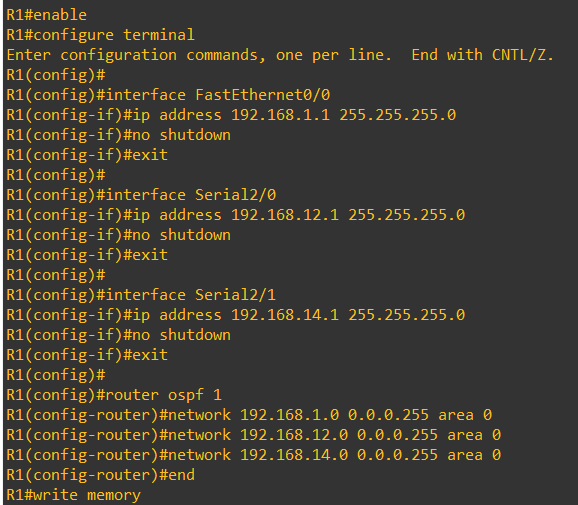 R1#enable
R1#configure terminal
Enter configuration commands, one per line.  End with CNTL/Z.
R1(config)#
R1(config)#interface FastEthernet0/0
R1(config-if)#ip address 192.168.1.1 255.255.255.0
R1(config-if)#no shutdown
R1(config-if)#exit
R1(config)#
R1(config)#interface Serial2/0
R1(config-if)#ip address 192.168.12.1 255.255.255.0
R1(config-if)#no shutdown
R1(config-if)#exit
R1(config)#
R1(config)#interface Serial2/1
R1(config-if)#ip address 192.168.14.1 255.255.255.0
R1(config-if)#no shutdown
R1(config-if)#exit
R1(config)#
R1(config)#router ospf 1
R1(config-router)#network 192.168.1.0 0.0.0.255 area 0
R1(config-router)#network 192.168.12.0 0.0.0.255 area 0
R1(config-router)#network 192.168.14.0 0.0.0.255 area 0
R1(config-router)#end
R1#write memory